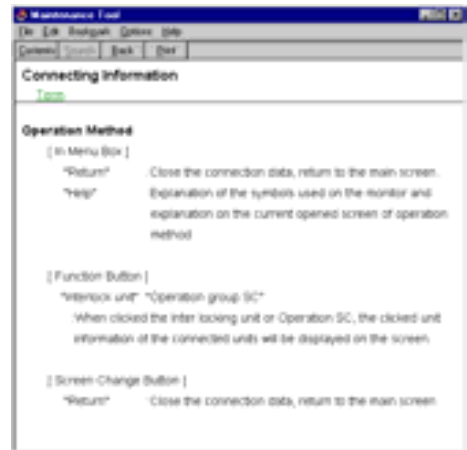 Maintenance Tool
File Edit Bookmark Options Help
Contents Search Back Print
Connecting Information
Term
Operation Method
[ In Menu Box ]
"Return" :Close the connection data, return to the main screen.
"Help" :Explanation of the symbols used on the monitor and
explanation on the current opened screen of operation
method
[ Function Button ]
"Interlock unit" "Operation group SC"
:When clicked the Inter locking unit or Operation SC, the clicked unit
information of the connected units will be displayed on the screen
[ Screen Change Button ]
"Return" :Close the connection data, return to the main screen